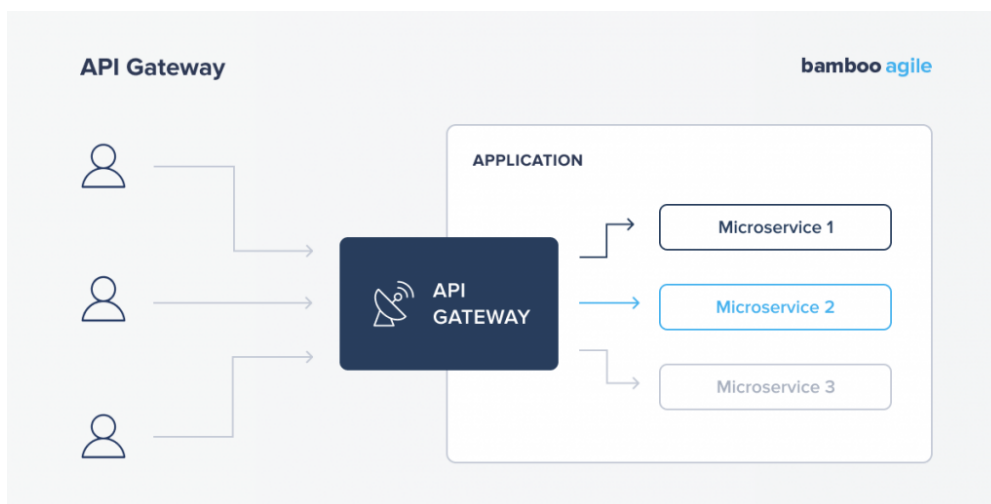 API Gateway
bamboo agile
APPLICATION
Microservice 1
API
GATEWAY
Microservice 2
Microservice 3